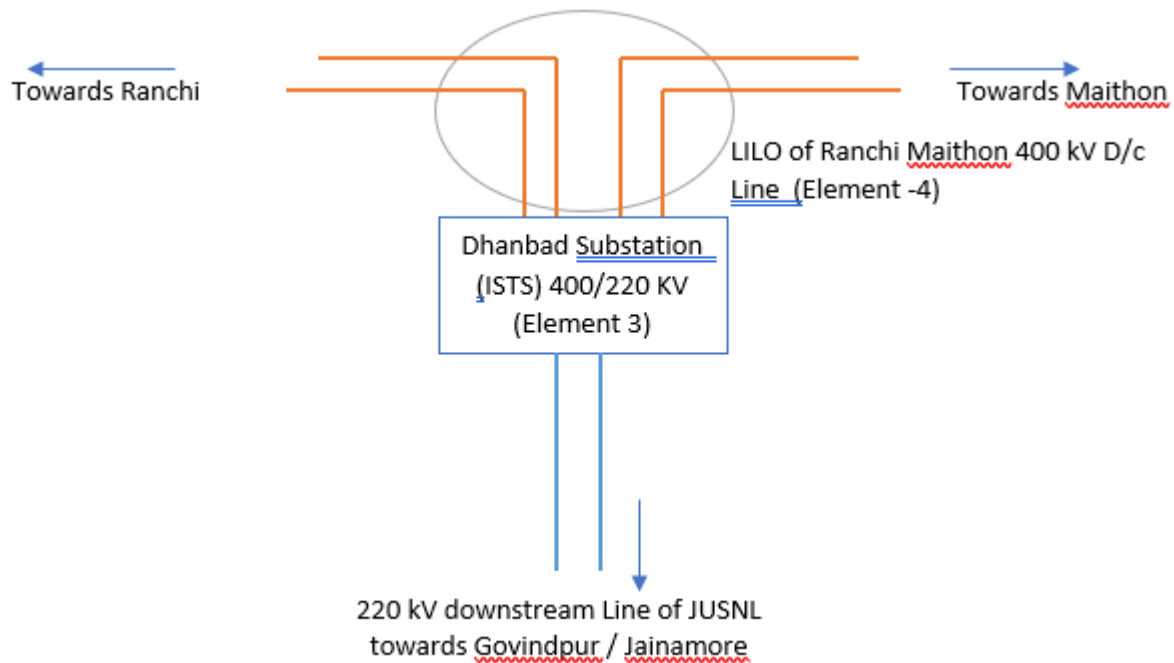 Towards Ranchi
Towards Maithon
LILO of Ranchi Maithon 400 kV D/c
Line (Element -4)
Dhanbad Substation
(ISTS) 400/220 KV
(Element 3)
220 kV downstream Line of JUSNL
towards Govindpur / Jainamore